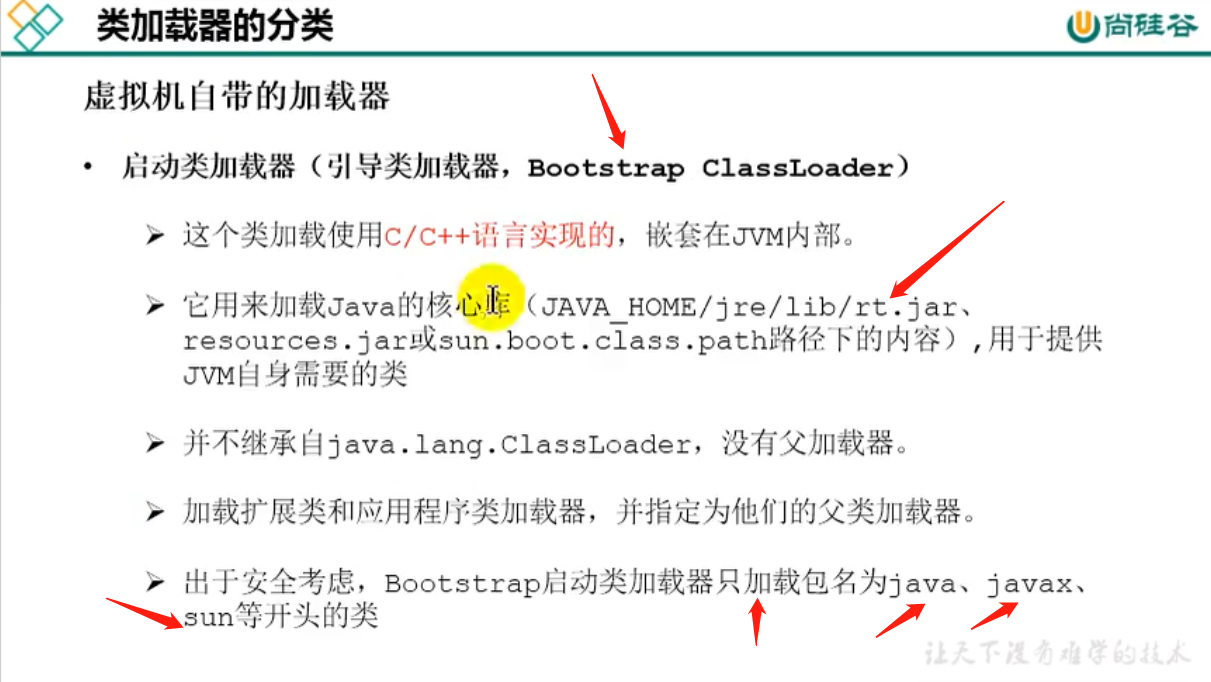 类加载器的分类
尚硅谷
虚拟机自带的加载器
• 启动类加载器（引导类加载器，Bootstrap ClassLoader）
➢ 这个类加载使用C/C++语言实现的，嵌套在JVM内部。
➢ 它用来加载Java的核心库（JAVA_HOME/jre/lib/rt.jar、
resources.jar或sun.boot.class.path路径下的内容）,用于提供
JVM自身需要的类
➢ 并不继承自java.lang.ClassLoader，没有父加载器。
➢ 加载扩展类和应用程序类加载器，并指定为他们的父类加载器。
➢ 出于安全考虑，Bootstrap启动类加载器只加载包名为java、javax、
sun等开头的类
让天下没有难学的技术